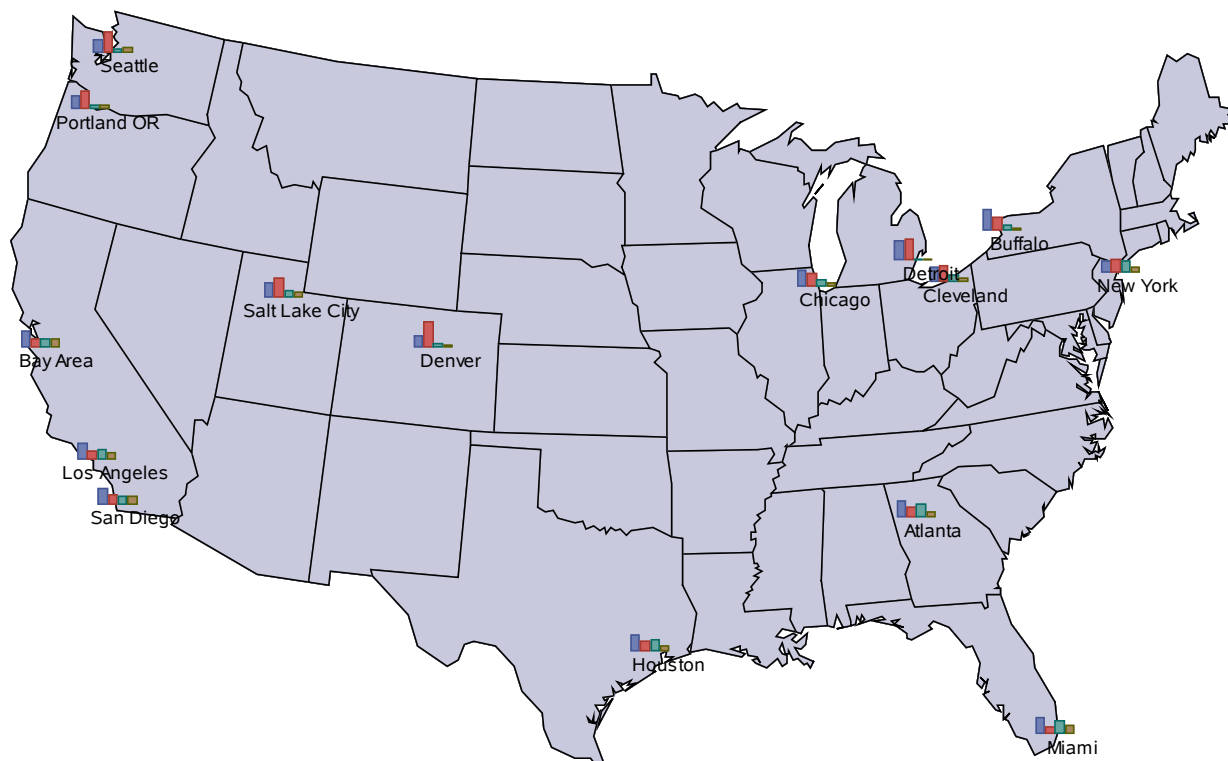 Seattle
Portland OR
Buffalo
Detroit
New York
Cleveland
Chicago
Salt Lake City
Bay Area
Denver
Los Angeles
San Diego
Atlanta
Houston
Miami